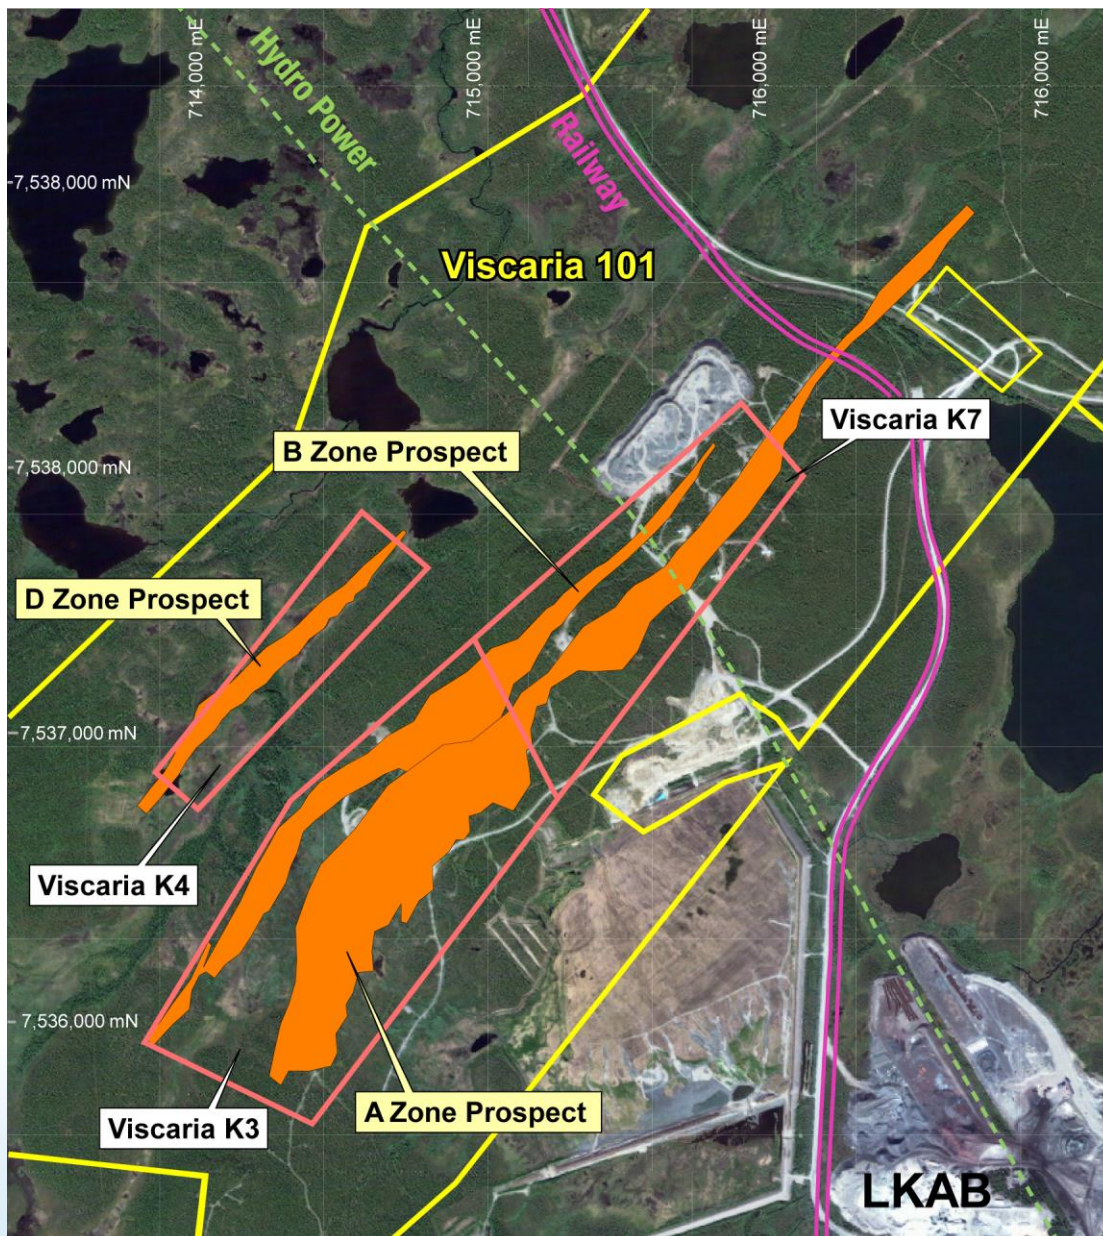 714,000 mE
715,000 mE
716,000 mE
716,000 mE
Hydro Power
Railway
7,538,000 mN
Viscaria 101
Viscaria K7
B Zone Prospect
7,538,000 mN
D Zone Prospect
7,537,000 mN
Viscaria K4
7,536,000 mN
A Zone Prospect
Viscaria K3
LKAB